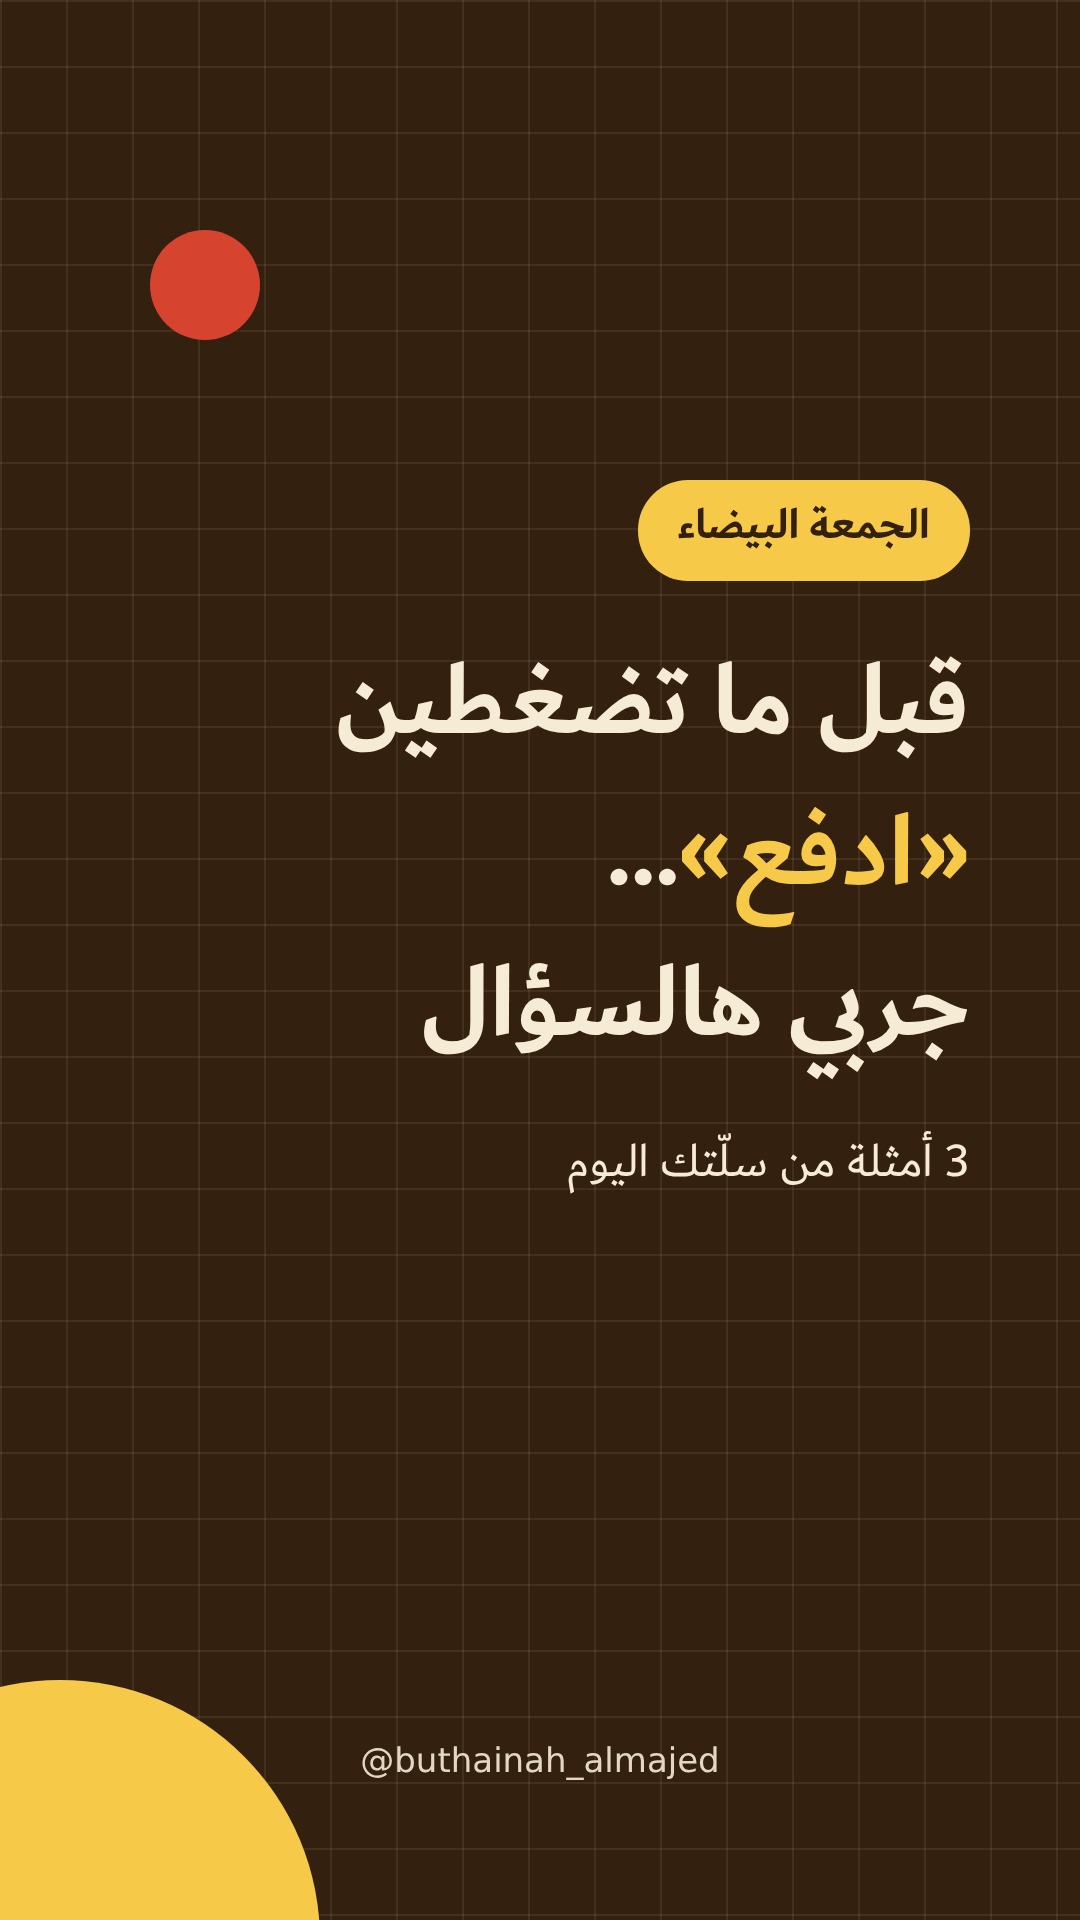 الجمعة البيضاء
قبل ما تضغطين
«ادفع»...
جربي هالسؤال
3 أمثلة من سلّتك اليوم
@buthainah_almajed